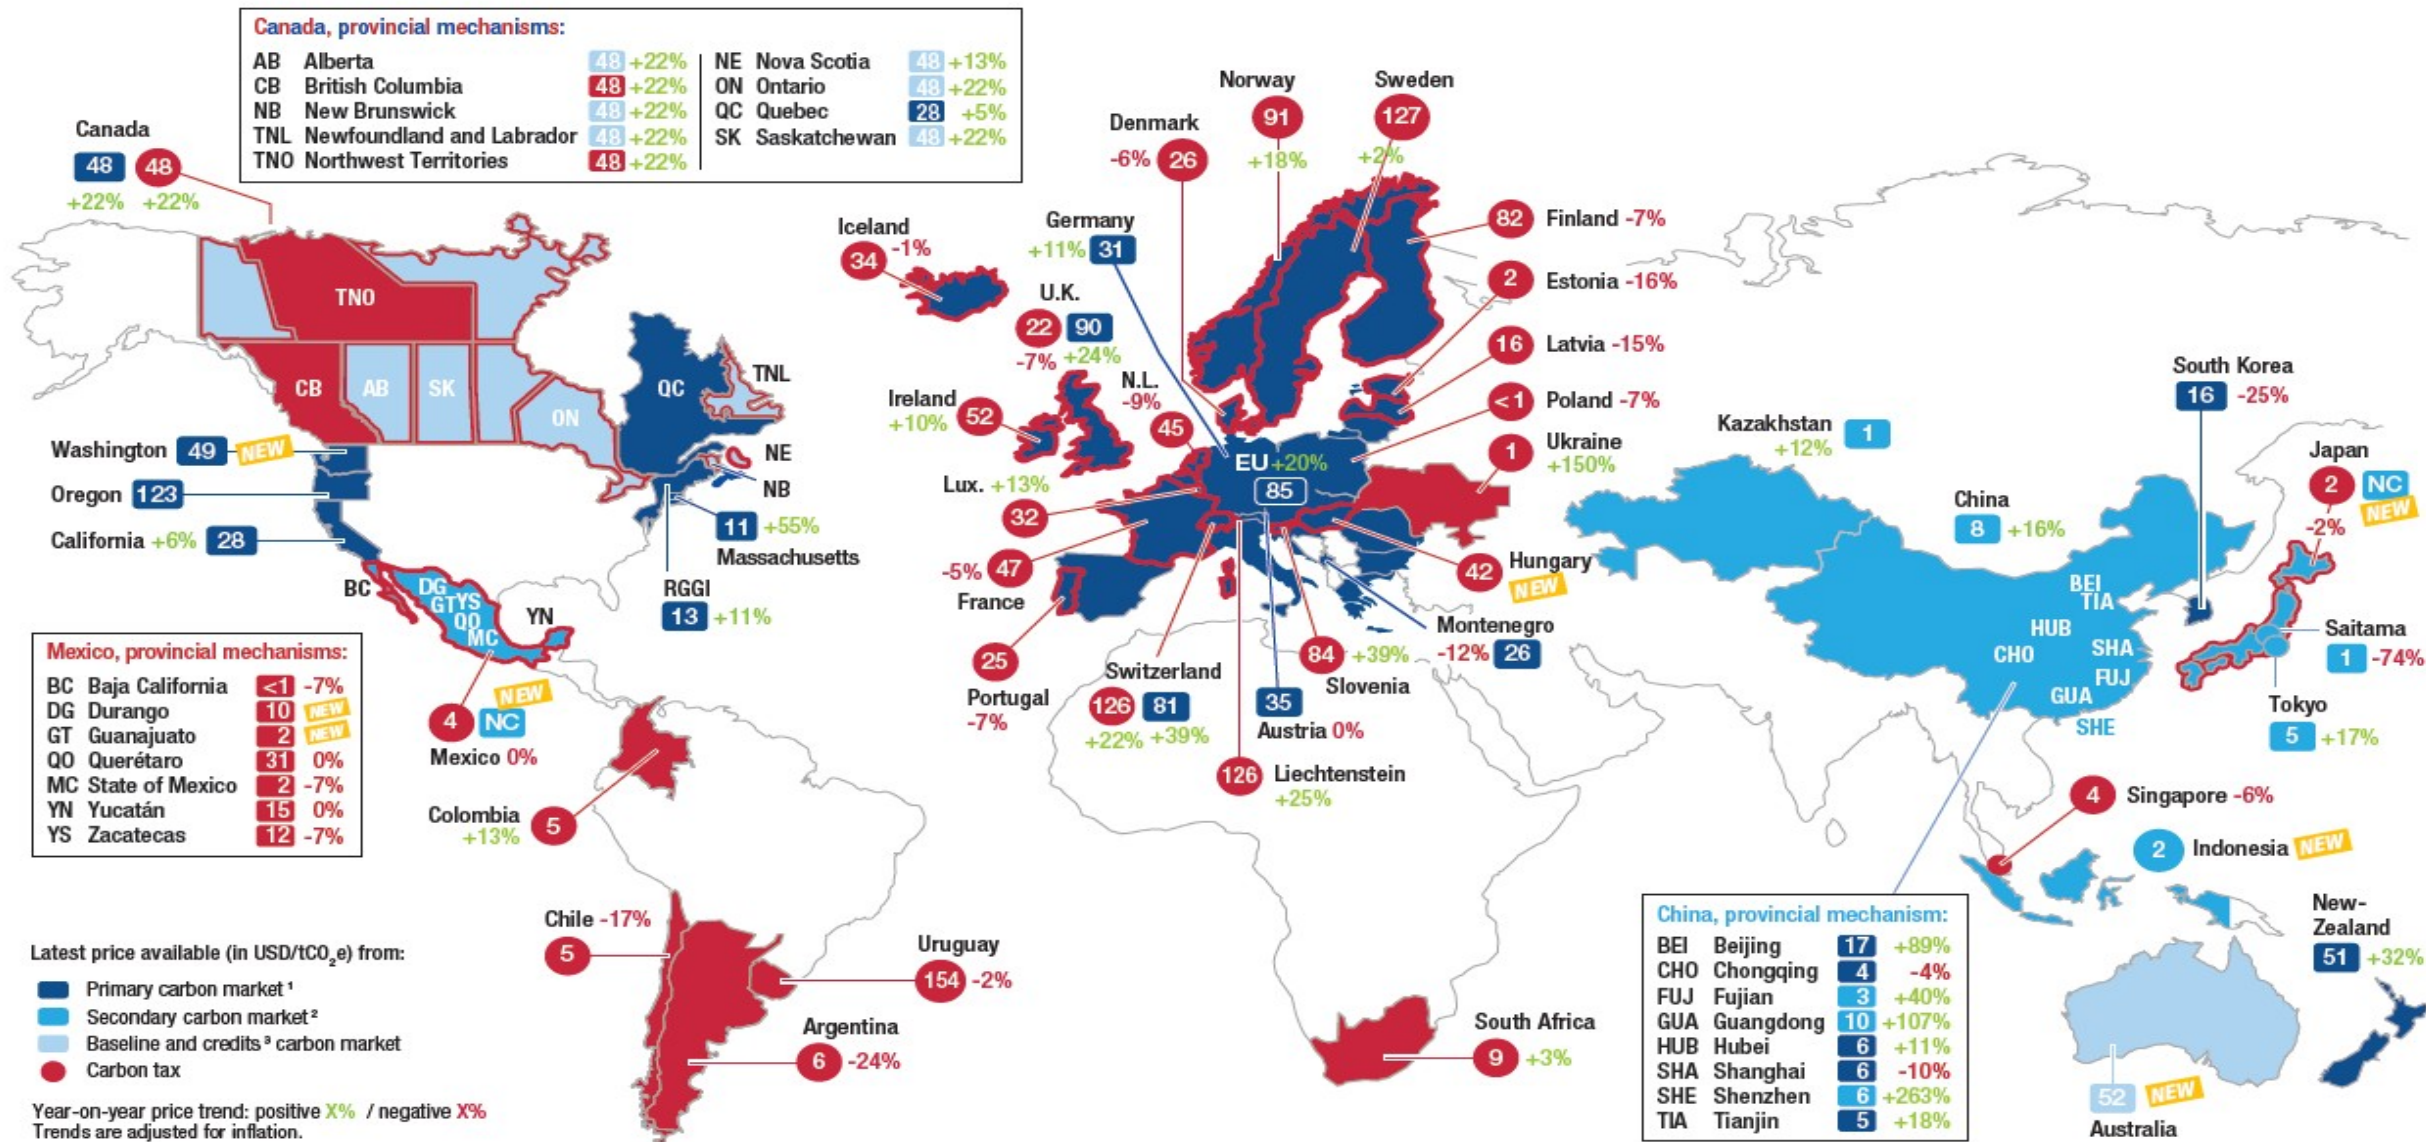 Canada, provincial mechanisms:
AB Alberta 48 +22%
CB British Columbia 48 +22%
NB New Brunswick 48 +22%
TNL Newfoundland and Labrador 48 +22%
TNO Northwest Territories 48 +22%
NE Nova Scotia 48 +13%
ON Ontario 48 +22%
QC Quebec 28 +5%
SK Saskatchewan 48 +22%
Canada
48 48
+22% +22%
TNO
CB
AB
SK
ON
QC
TNL
NE
NB
Washington 49 NEW
Oregon 123
California +6% 28
11 +55%
Massachusetts
RGGI
13 +11%
BC
DG
GT
YS
QO
MC
YN
Mexico, provincial mechanisms:
BC Baja California <1 -7%
DG Durango 10 NEW
GT Guanajuato 2 NEW
QO Querétaro 31 0%
MC State of Mexico 2 -7%
YN Yucatán 15 0%
YS Zacatecas 12 -7%
NEW
4 NC
Mexico 0%
Colombia
+13%
5
Chile -17%
5
Uruguay
154 -2%
Argentina
6 -24%
Iceland
-1%
34
Germany
+11% 31
U.K.
22 90
-7% +24%
Ireland
+10%
52
N.L.
-9%
45
Denmark
-6% 26
Norway
91
+18%
Sweden
127
+2%
82 Finland -7%
2 Estonia -16%
16 Latvia -15%
<1 Poland -7%
1 Ukraine
+150%
EU +20%
85
Lux. +13%
32
-5% 47
France
25
Portugal
-7%
Switzerland
126 81
+22% +39%
35
Austria 0%
126 Liechtenstein
+25%
84 +39%
Slovenia
42 Hungary
NEW
Montenegro
-12% 26
South Africa
9 +3%
Kazakhstan
+12%
1
China
8 +16%
South Korea
16 -25%
Japan
2 NC
NEW
-2%
Saitama
1 -74%
Tokyo
5 +17%
BEI
TIA
HUB
SHA
CHO
FUJ
GUA
SHE
4 Singapore -6%
2 Indonesia NEW
New-
Zealand
51 +32%
52 NEW
Australia
China, provincial mechanism:
BEI Beijing 17 +89%
CHO Chongqing 4 -4%
FUJ Fujian 3 +40%
GUA Guangdong 10 +107%
HUB Hubei 6 +11%
SHA Shanghai 6 -10%
SHE Shenzhen 6 +263%
TIA Tianjin 5 +18%
Latest price available (in USD/tCO₂e) from:
Primary carbon market ¹
Secondary carbon market ²
Baseline and credits ³ carbon market
Carbon tax
Year-on-year price trend: positive X% / negative X%
Trends are adjusted for inflation.